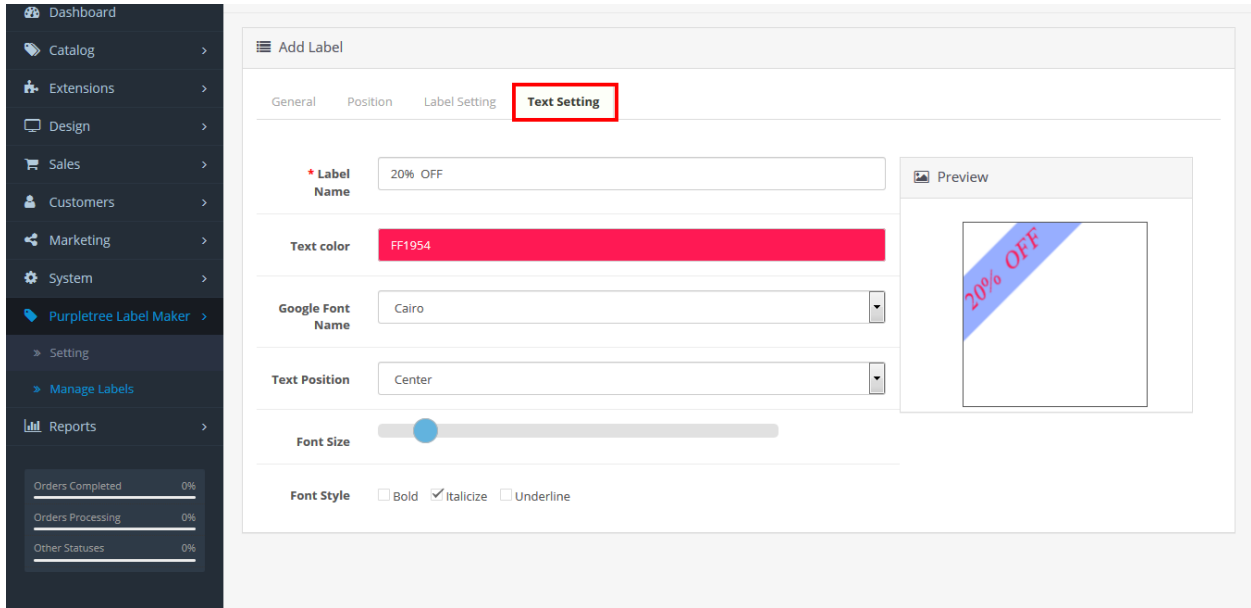 Dashboard
Catalog
Extensions
Design
Sales
Customers
Marketing
System
Purpletree Label Maker
Setting
Manage Labels
Reports
Orders Completed 0%
Orders Processing 0%
Other Statuses 0%
Add Label
General Position Label Setting Text Setting
* Label Name
20% OFF
Text color
FF1954
Google Font Name
Cairo
Text Position
Center
Font Size
Font Style
Bold Italicize Underline
Preview
20% OFF